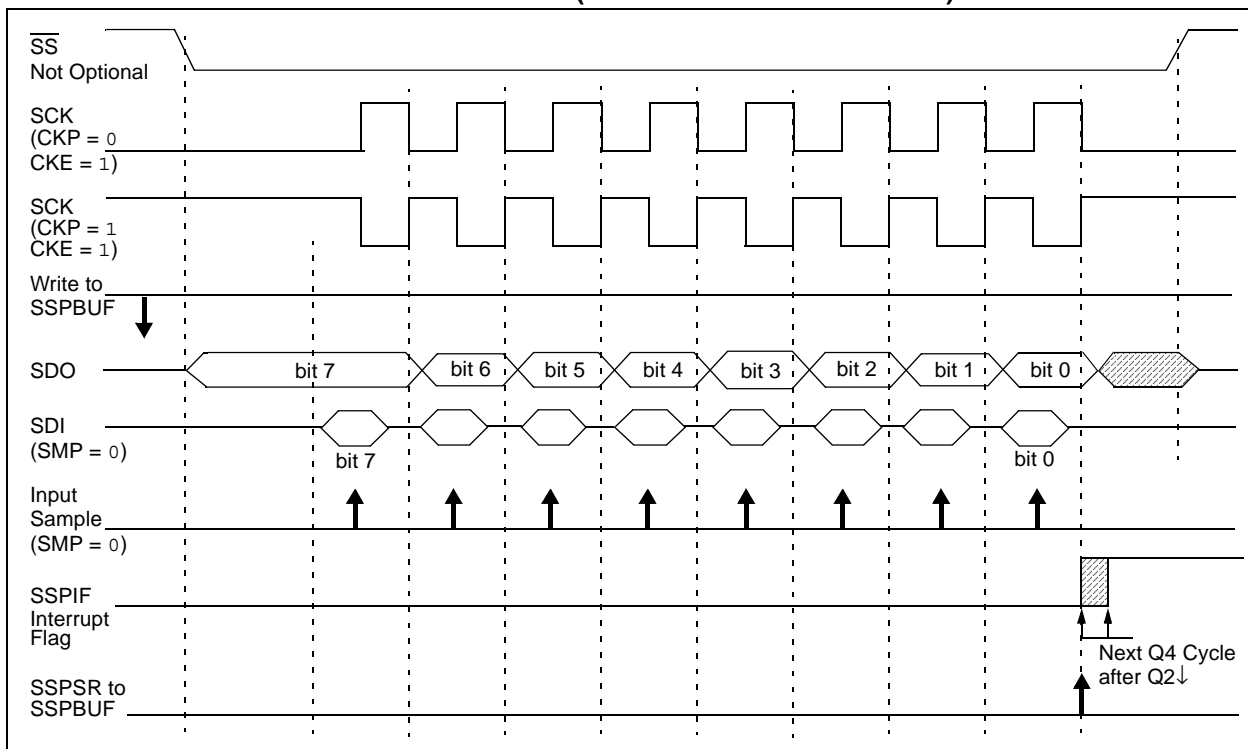 SS
Not Optional
SCK
(CKP = 0
CKE = 1)
SCK
(CKP = 1
CKE = 1)
Write to
SSPBUF
SDO
bit 7
bit 6
bit 5
bit 4
bit 3
bit 2
bit 1
bit 0
SDI
(SMP = 0)
bit 7
bit 0
Input
Sample
(SMP = 0)
SSPIF
Interrupt
Flag
Next Q4 Cycle
after Q2↓
SSPSR to
SSPBUF